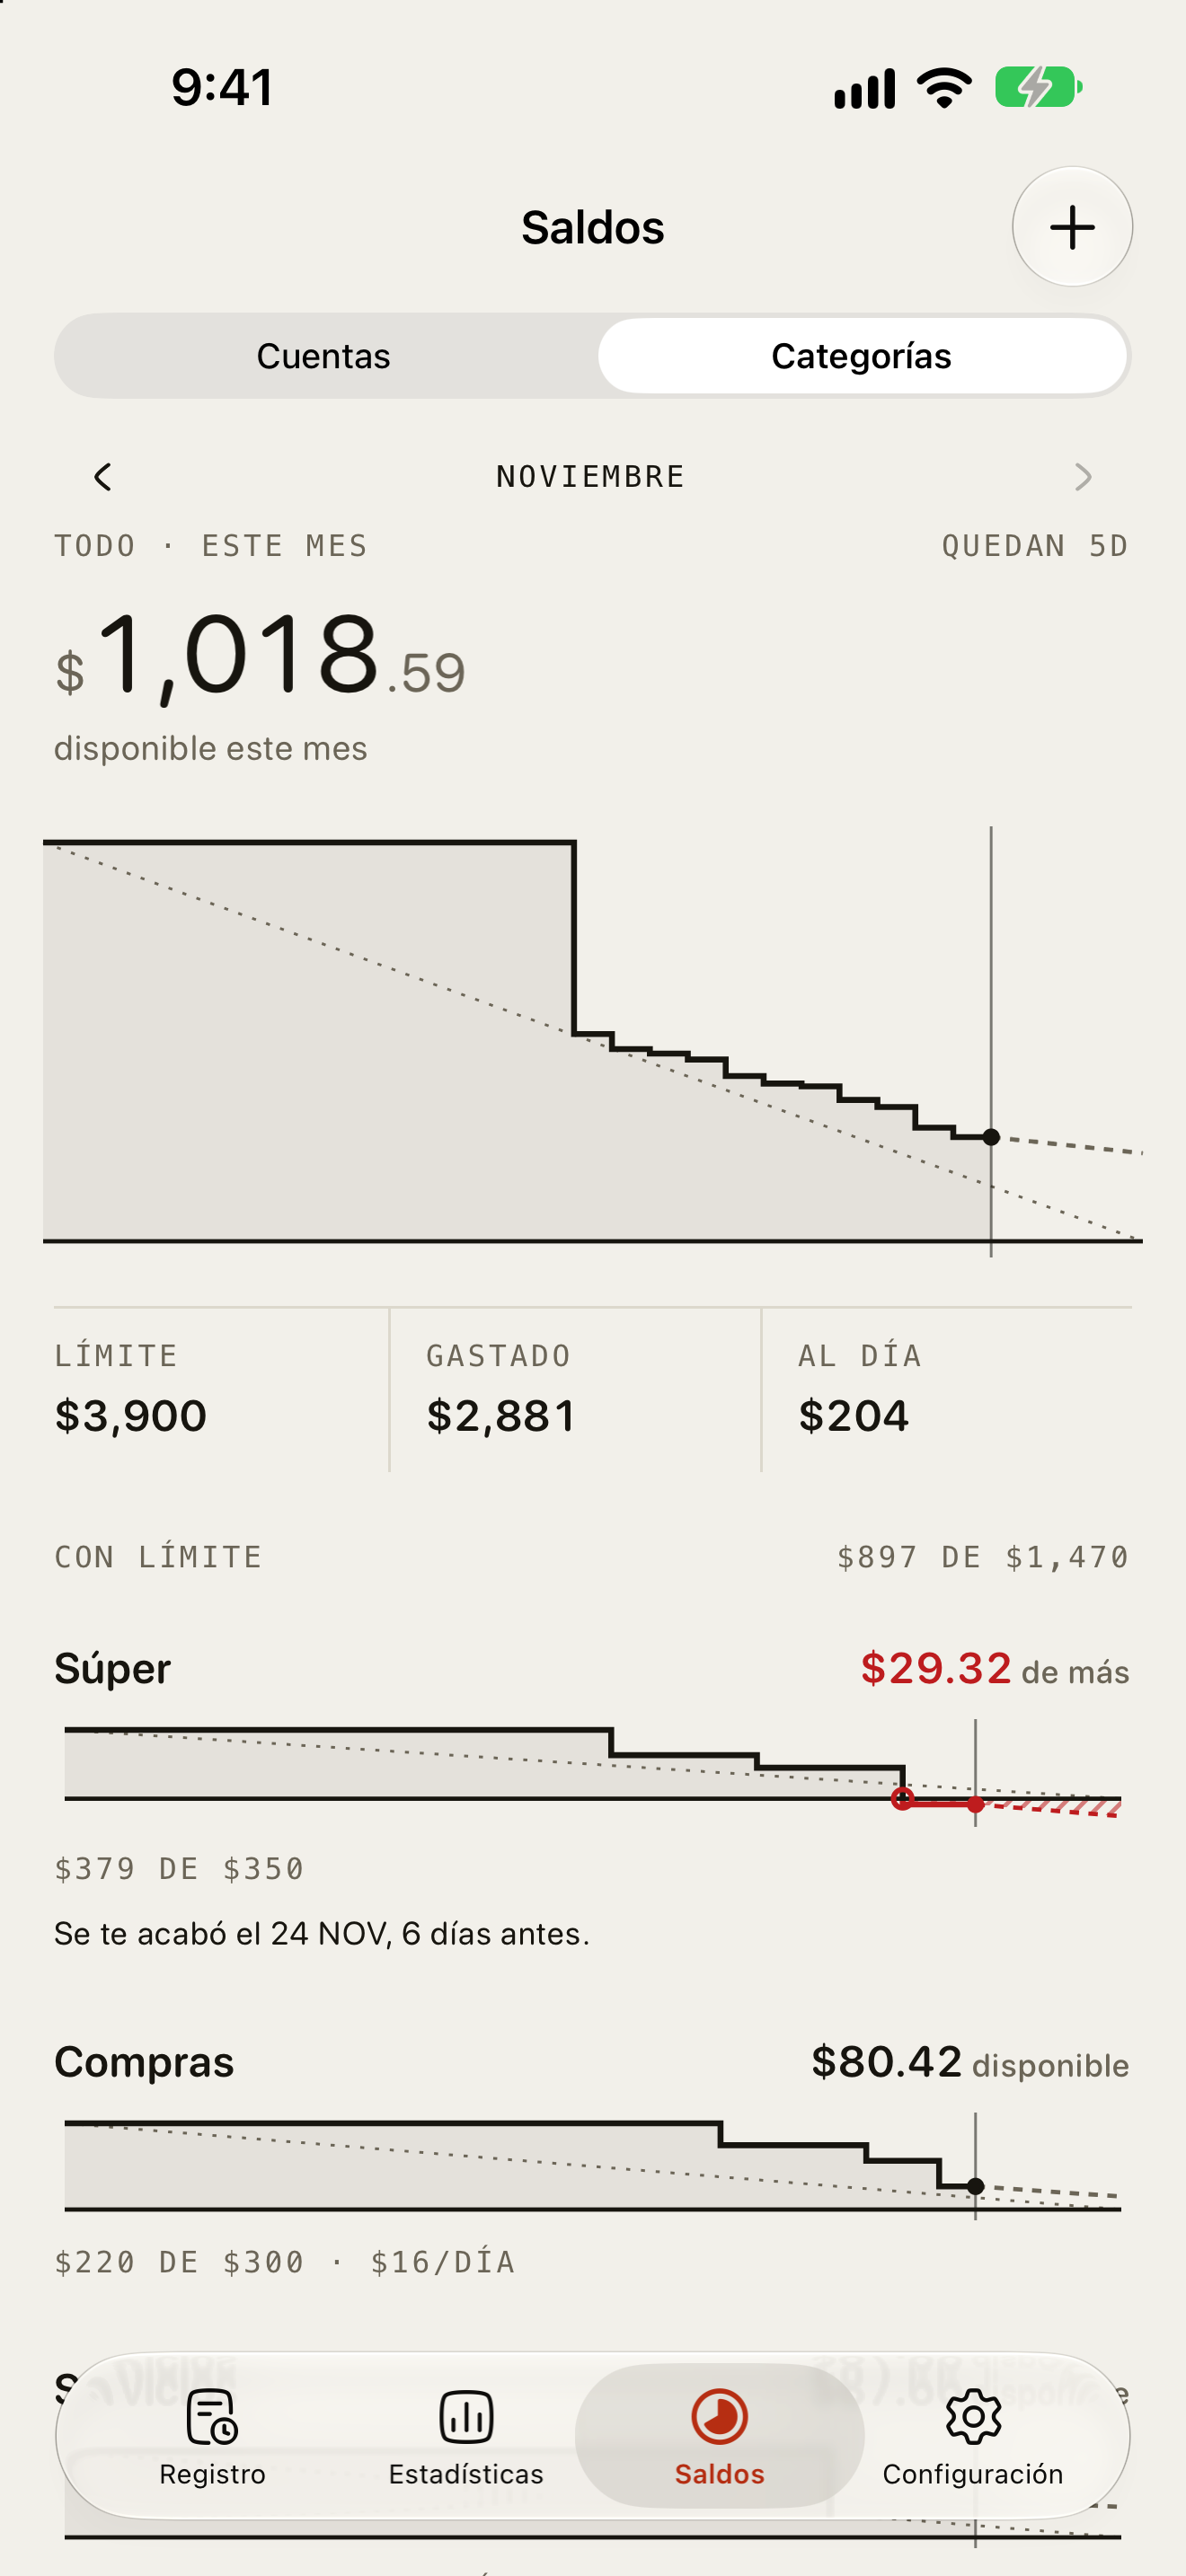 9:41
Saldos
Cuentas Categorías
NOVIEMBRE
TODO · ESTE MES QUEDAN 5D
$1,018.59
disponible este mes
LÍMITE GASTADO AL DÍA
$3,900 $2,881 $204
CON LÍMITE $897 DE $1,470
Súper $29.32 de más
$379 DE $350
Se te acabó el 24 NOV, 6 días antes.
Compras $80.42 disponible
$220 DE $300 · $16/DÍA
Registro Estadísticas Saldos Configuración